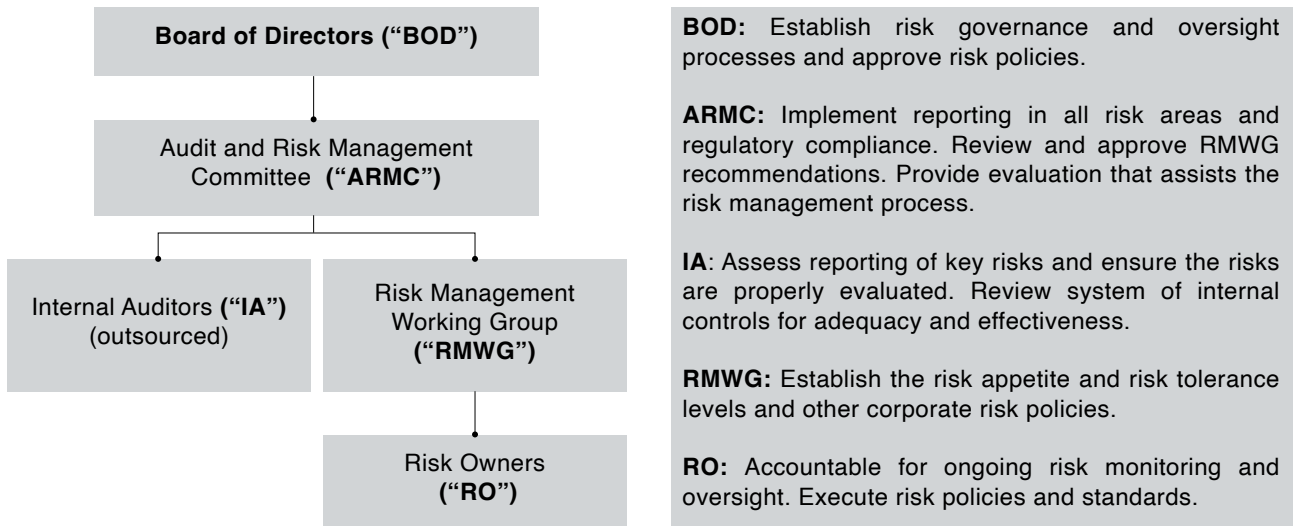 Board of Directors (“BOD”)
Audit and Risk Management
Committee (“ARMC”)
Internal Auditors (“IA”)
(outsourced)
Risk Management
Working Group
(“RMWG”)
Risk Owners
(“RO”)
BOD: Establish risk governance and oversight
processes and approve risk policies.
ARMC: Implement reporting in all risk areas and
regulatory compliance. Review and approve RMWG
recommendations. Provide evaluation that assists the
risk management process.
IA: Assess reporting of key risks and ensure the risks
are properly evaluated. Review system of internal
controls for adequacy and effectiveness.
RMWG: Establish the risk appetite and risk tolerance
levels and other corporate risk policies.
RO: Accountable for ongoing risk monitoring and
oversight. Execute risk policies and standards.